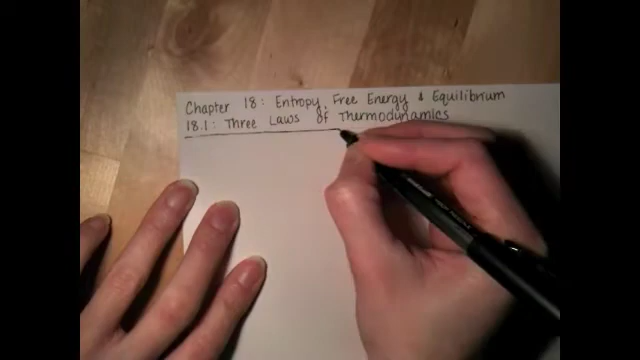 Chapter 18: Entropy, Free Energy & Equilibrium
18.1: Three Laws of Thermodynamics